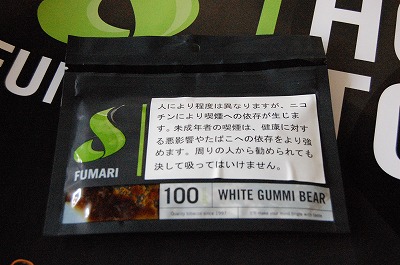 FUM
人により程度は異なりますが、ニコ
チンにより喫煙への依存が生じま
す。未成年者の喫煙は、健康に対す
る悪影響やたばこへの依存をより強
めます。周りの人から勧められても
決して吸ってはいけません。
FUMARI
100 WHITE GUMMI BEAR